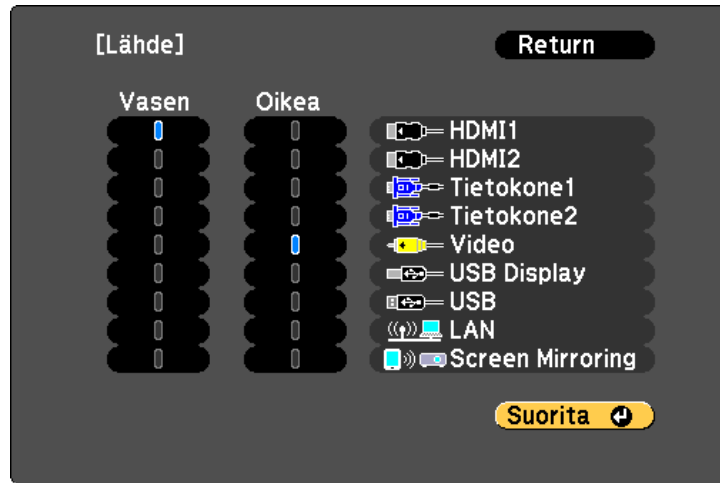 [Lähde] Return
Vasen Oikea
HDMI1
HDMI2
Tietokone1
Tietokone2
Video
USB Display
USB
LAN
Screen Mirroring
Suorita